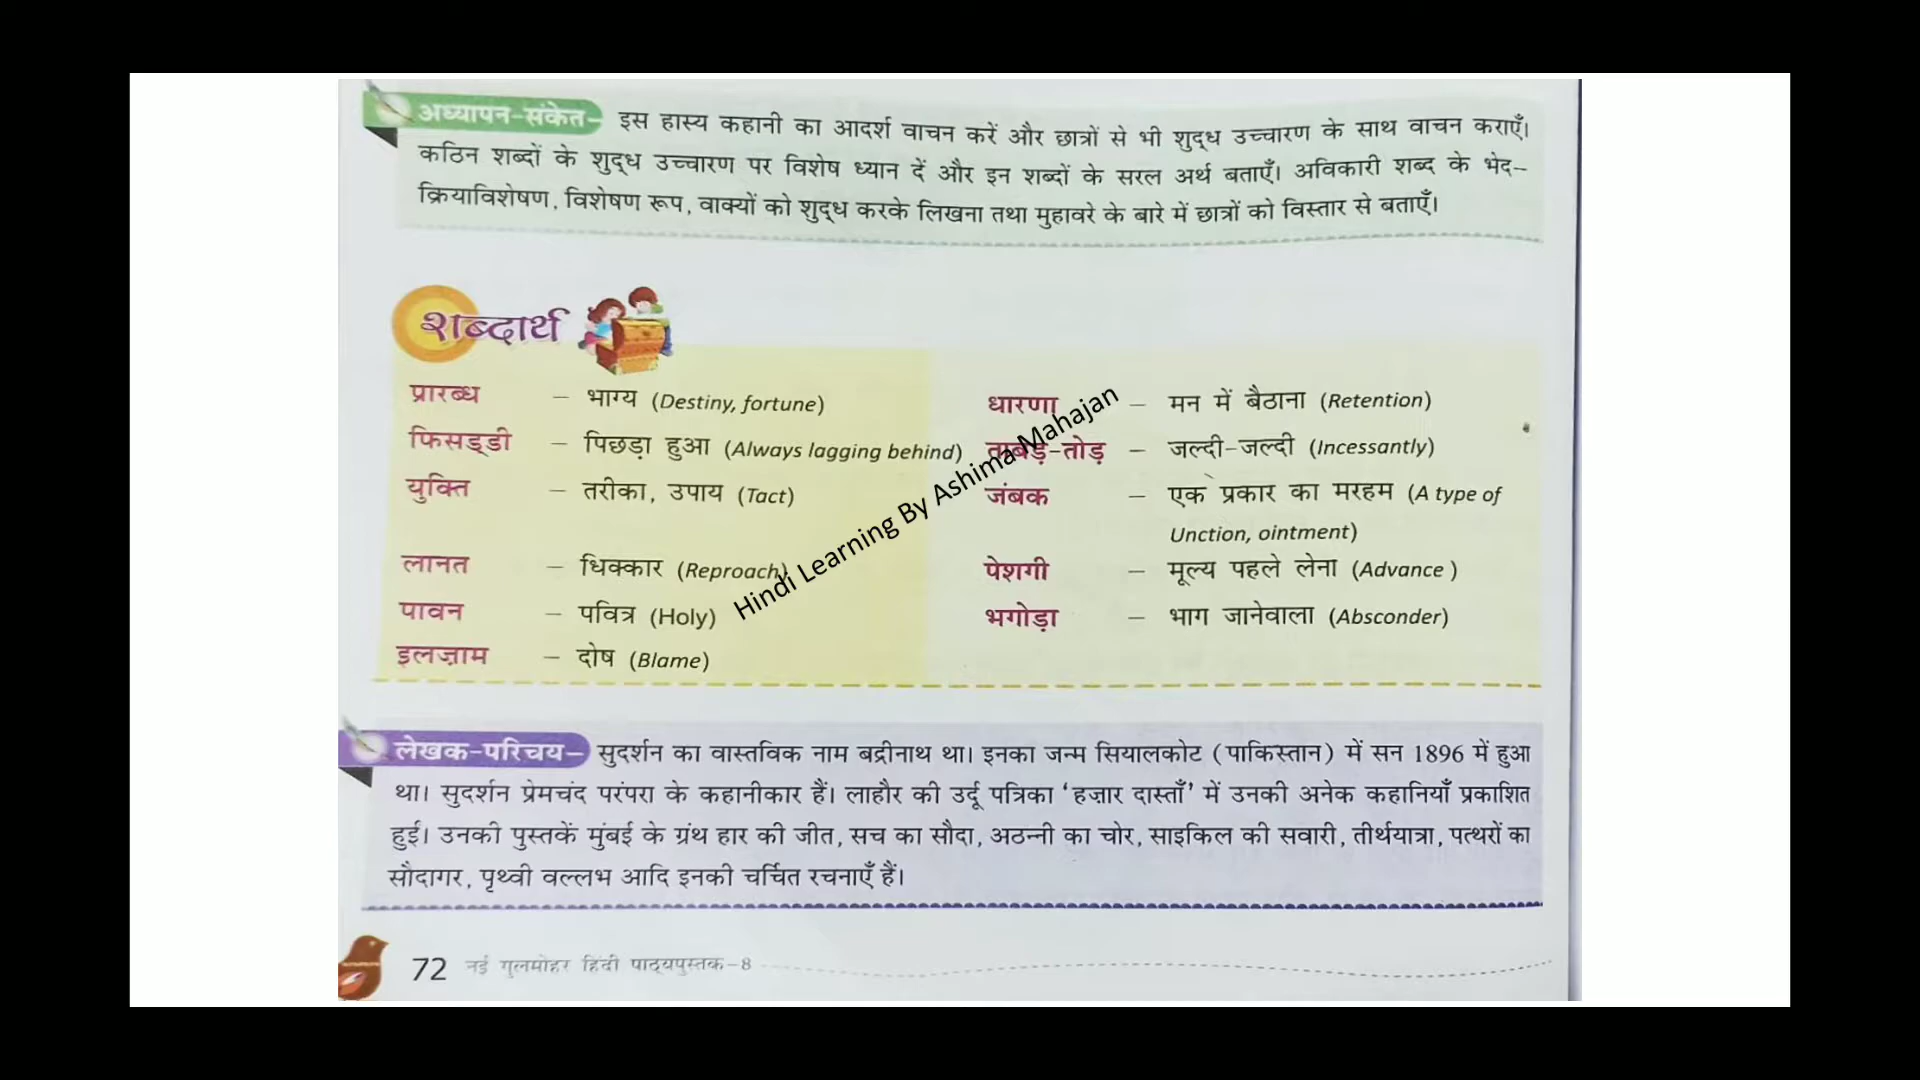 अध्यापन-संकेत– इस हास्य कहानी का आदर्श वाचन करें और छात्रों से भी शुद्ध उच्चारण के साथ वाचन कराएँ।
कठिन शब्दों के शुद्ध उच्चारण पर विशेष ध्यान दें और इन शब्दों के सरल अर्थ बताएँ। अविकारी शब्द के भेद–
क्रियाविशेषण, विशेषण रूप, वाक्यों को शुद्ध करके लिखना तथा मुहावरे के बारे में छात्रों को विस्तार से बताएँ।
शब्दार्थ
प्रारब्ध – भाग्य (Destiny, fortune)
फिसड्डी – पिछड़ा हुआ (Always lagging behind)
युक्ति – तरीका, उपाय (Tact)
लानत – धिक्कार (Reproach)
पावन – पवित्र (Holy)
इलज़ाम – दोष (Blame)
धारणा – मन में बैठाना (Retention)
ताबड़-तोड़ – जल्दी-जल्दी (Incessantly)
जंबक – एक प्रकार का मरहम (A type of
Unction, ointment)
पेशगी – मूल्य पहले लेना (Advance )
भगोड़ा – भाग जानेवाला (Absconder)
Hindi Learning By Ashima Mahajan
लेखक-परिचय– सुदर्शन का वास्तविक नाम बद्रीनाथ था। इनका जन्म सियालकोट (पाकिस्तान) में सन 1896 में हुआ
था। सुदर्शन प्रेमचंद परंपरा के कहानीकार हैं। लाहौर की उर्दू पत्रिका ‘हज़ार दास्ताँ’ में उनकी अनेक कहानियाँ प्रकाशित
हुईं। उनकी पुस्तकें मुंबई के ग्रंथ हार की जीत, सच का सौदा, अठन्नी का चोर, साइकिल की सवारी, तीर्थयात्रा, पत्थरों का
सौदागर, पृथ्वी वल्लभ आदि इनकी चर्चित रचनाएँ हैं।
72 नई गुलमोहर हिंदी पाठ्यपुस्तक-8